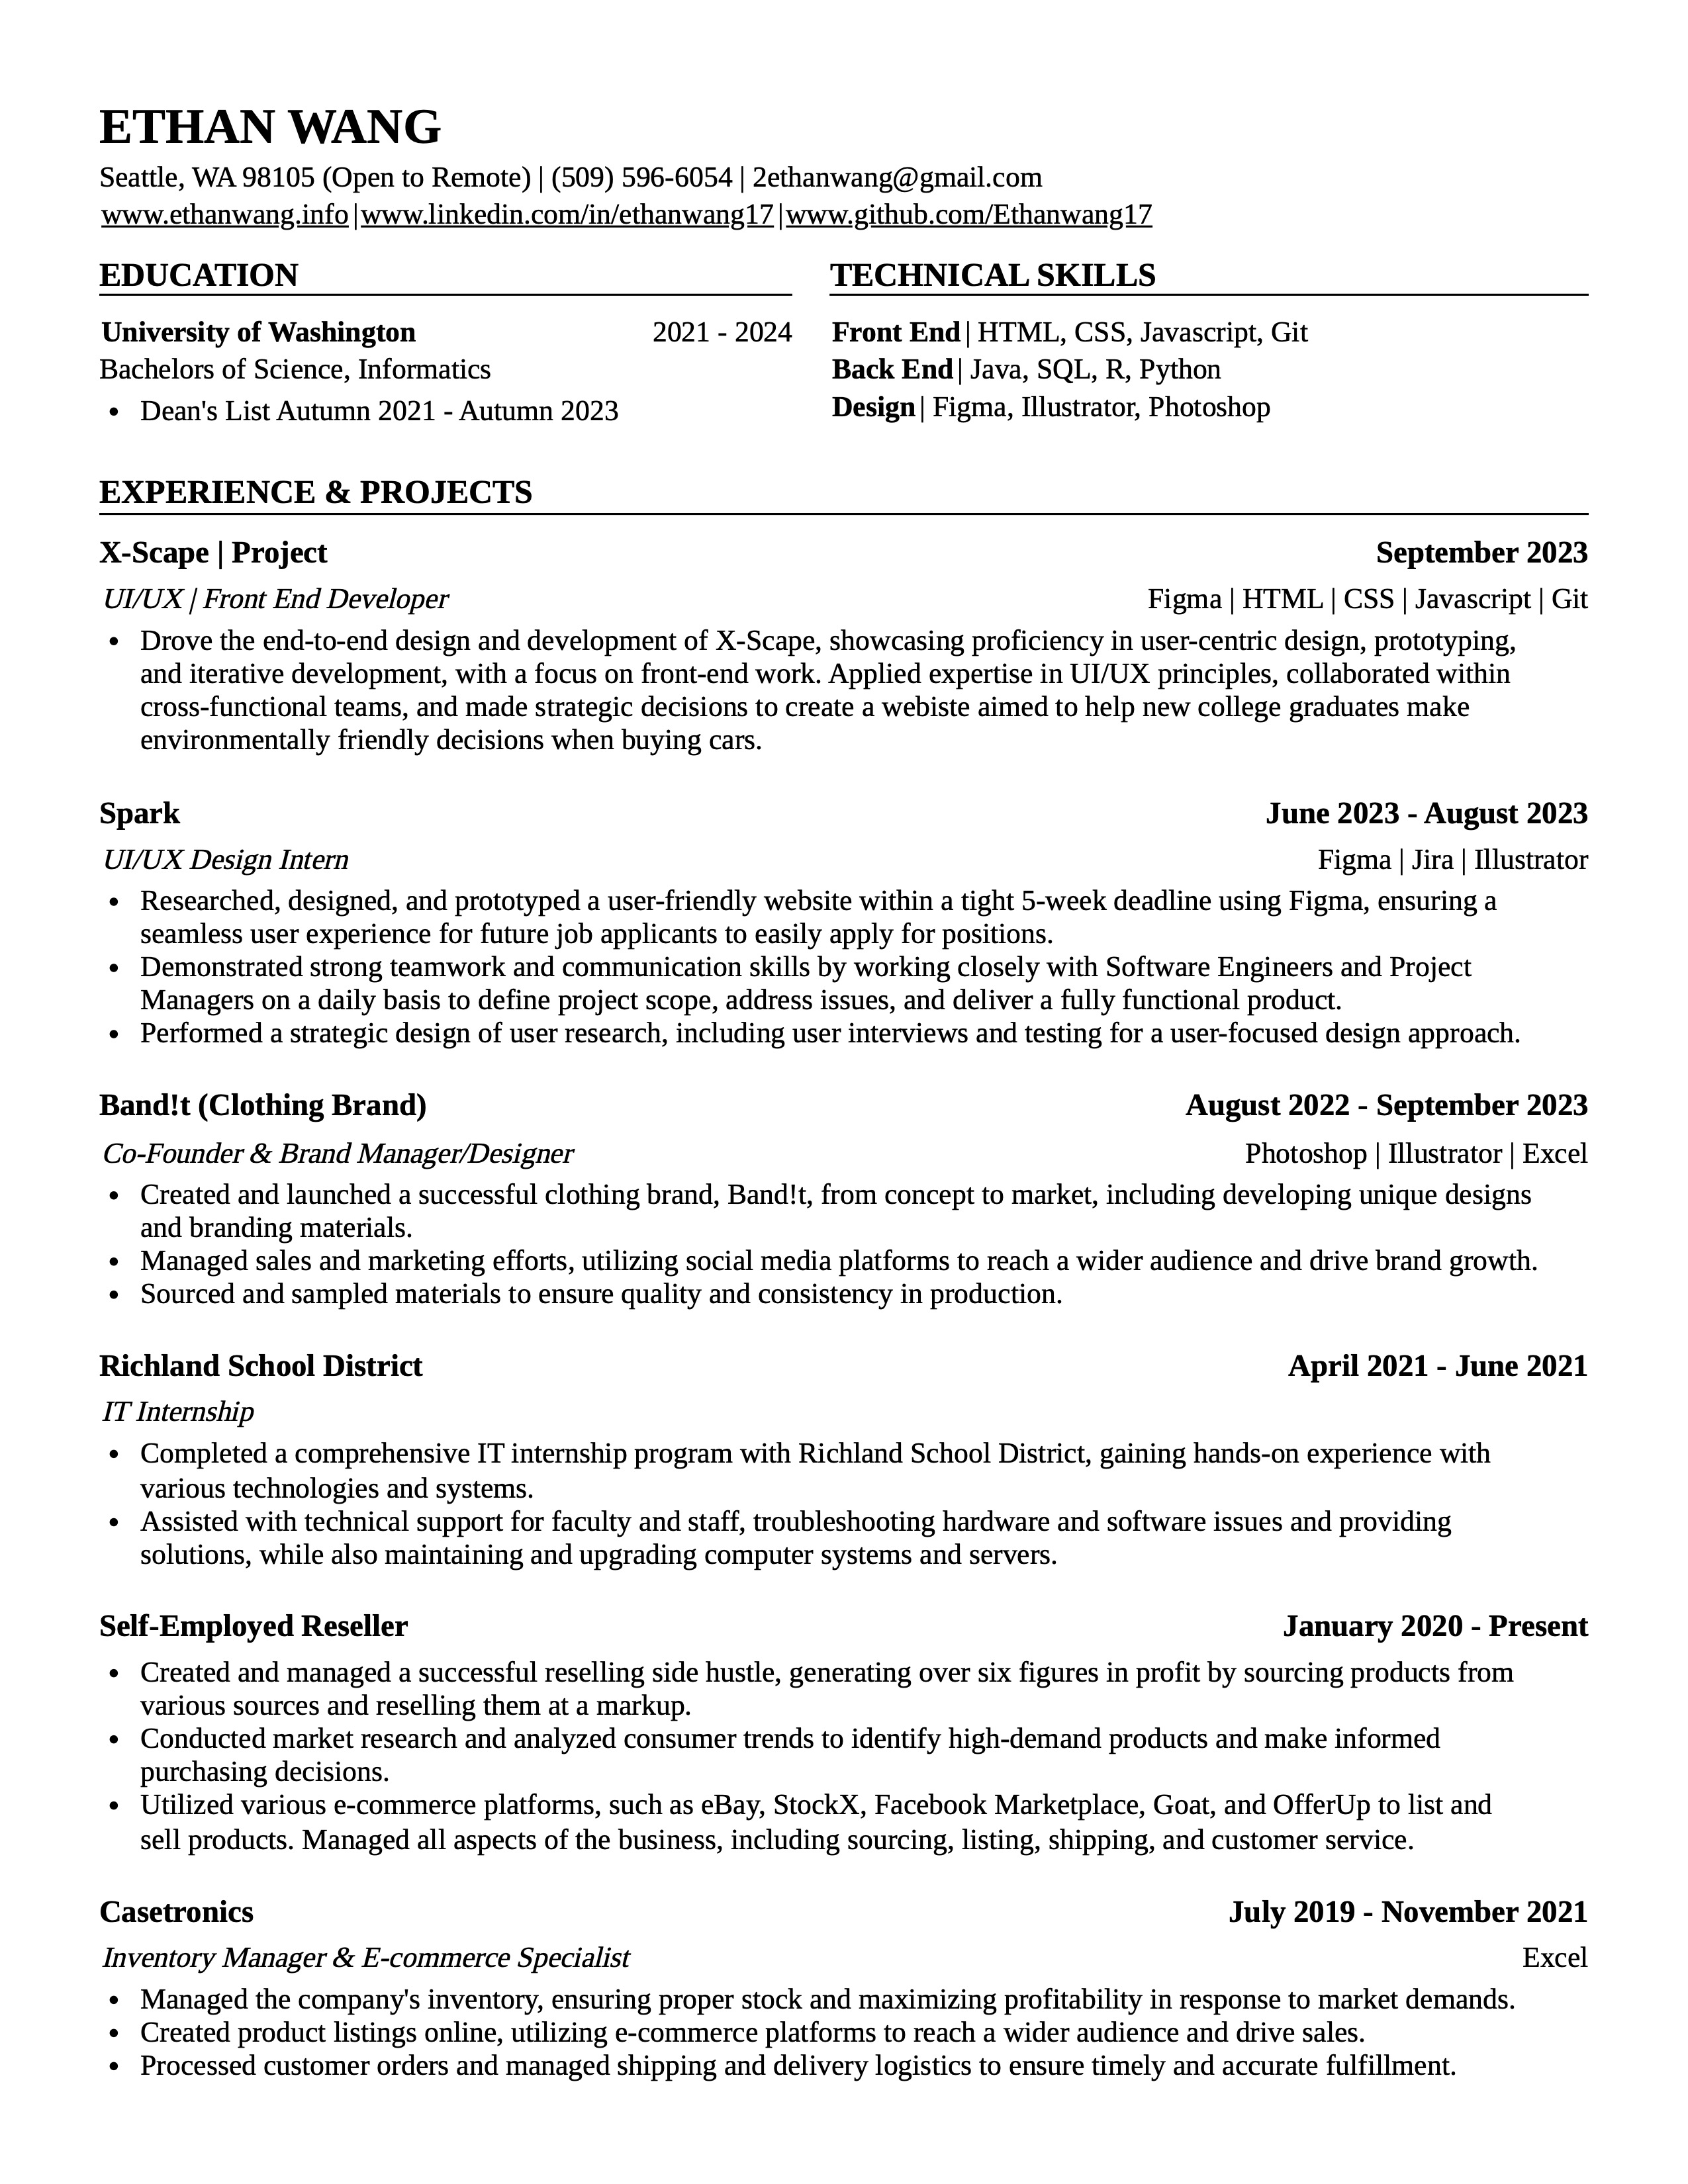 ETHAN WANG
Seattle, WA 98105 (Open to Remote) | (509) 596-6054 | 2ethanwang@gmail.com
www.ethanwang.info | www.linkedin.com/in/ethanwang17 | www.github.com/Ethanwang17
EDUCATION
University of Washington 2021 - 2024
Bachelors of Science, Informatics
• Dean's List Autumn 2021 - Autumn 2023
TECHNICAL SKILLS
Front End | HTML, CSS, Javascript, Git
Back End | Java, SQL, R, Python
Design | Figma, Illustrator, Photoshop
EXPERIENCE & PROJECTS
X-Scape | Project September 2023
UI/UX | Front End Developer Figma | HTML | CSS | Javascript | Git
• Drove the end-to-end design and development of X-Scape, showcasing proficiency in user-centric design, prototyping,
and iterative development, with a focus on front-end work. Applied expertise in UI/UX principles, collaborated within
cross-functional teams, and made strategic decisions to create a webiste aimed to help new college graduates make
environmentally friendly decisions when buying cars.
Spark June 2023 - August 2023
UI/UX Design Intern Figma | Jira | Illustrator
• Researched, designed, and prototyped a user-friendly website within a tight 5-week deadline using Figma, ensuring a
seamless user experience for future job applicants to easily apply for positions.
• Demonstrated strong teamwork and communication skills by working closely with Software Engineers and Project
Managers on a daily basis to define project scope, address issues, and deliver a fully functional product.
• Performed a strategic design of user research, including user interviews and testing for a user-focused design approach.
Band!t (Clothing Brand) August 2022 - September 2023
Co-Founder & Brand Manager/Designer Photoshop | Illustrator | Excel
• Created and launched a successful clothing brand, Band!t, from concept to market, including developing unique designs
and branding materials.
• Managed sales and marketing efforts, utilizing social media platforms to reach a wider audience and drive brand growth.
• Sourced and sampled materials to ensure quality and consistency in production.
Richland School District April 2021 - June 2021
IT Internship
• Completed a comprehensive IT internship program with Richland School District, gaining hands-on experience with
various technologies and systems.
• Assisted with technical support for faculty and staff, troubleshooting hardware and software issues and providing
solutions, while also maintaining and upgrading computer systems and servers.
Self-Employed Reseller January 2020 - Present
• Created and managed a successful reselling side hustle, generating over six figures in profit by sourcing products from
various sources and reselling them at a markup.
• Conducted market research and analyzed consumer trends to identify high-demand products and make informed
purchasing decisions.
• Utilized various e-commerce platforms, such as eBay, StockX, Facebook Marketplace, Goat, and OfferUp to list and
sell products. Managed all aspects of the business, including sourcing, listing, shipping, and customer service.
Casetronics July 2019 - November 2021
Inventory Manager & E-commerce Specialist Excel
• Managed the company's inventory, ensuring proper stock and maximizing profitability in response to market demands.
• Created product listings online, utilizing e-commerce platforms to reach a wider audience and drive sales.
• Processed customer orders and managed shipping and delivery logistics to ensure timely and accurate fulfillment.